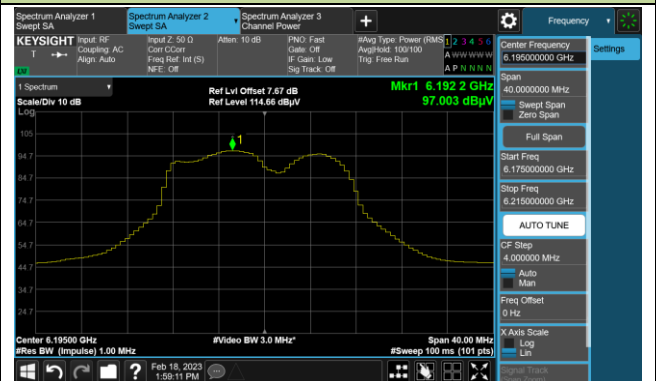 Spectrum Analyzer 1
Swept SA
Spectrum Analyzer 2
Swept SA
Spectrum Analyzer 3
Channel Power
Frequency
KEYSIGHT
T
LXI
Input: RF
Coupling: AC
Align: Auto
Input Z: 50 Ω
Corr CCorr
Freq Ref: Int (S)
NFE: Off
Atten: 10 dB
PNO: Fast
Gate: Off
IF Gain: Low
Sig Track: Off
#Avg Type: Power (RMS
Avg|Hold: 100/100
Trig: Free Run
1 2 3 4 5 6
A W W W W W
A P N N N N
1 Spectrum
Scale/Div 10 dB
Log
Ref Lvl Offset 7.67 dB
Ref Level 114.66 dBµV
Mkr1 6.192 2 GHz
97.003 dBµV
105
94.7
84.7
74.7
64.7
54.7
44.7
34.7
24.7
1
Center 6.19500 GHz
#Res BW (Impulse) 1.00 MHz
#Video BW 3.0 MHz*
Span 40.00 MHz
#Sweep 100 ms (101 pts)
Feb 18, 2023
1:59:11 PM
Center Frequency
6.195000000 GHz
Settings
Span
40.0000000 MHz
Swept Span
Zero Span
Full Span
Start Freq
6.175000000 GHz
Stop Freq
6.215000000 GHz
AUTO TUNE
CF Step
4.000000 MHz
Auto
Man
Freq Offset
0 Hz
X Axis Scale
Log
Lin
Signal Track
(Span Zoom)